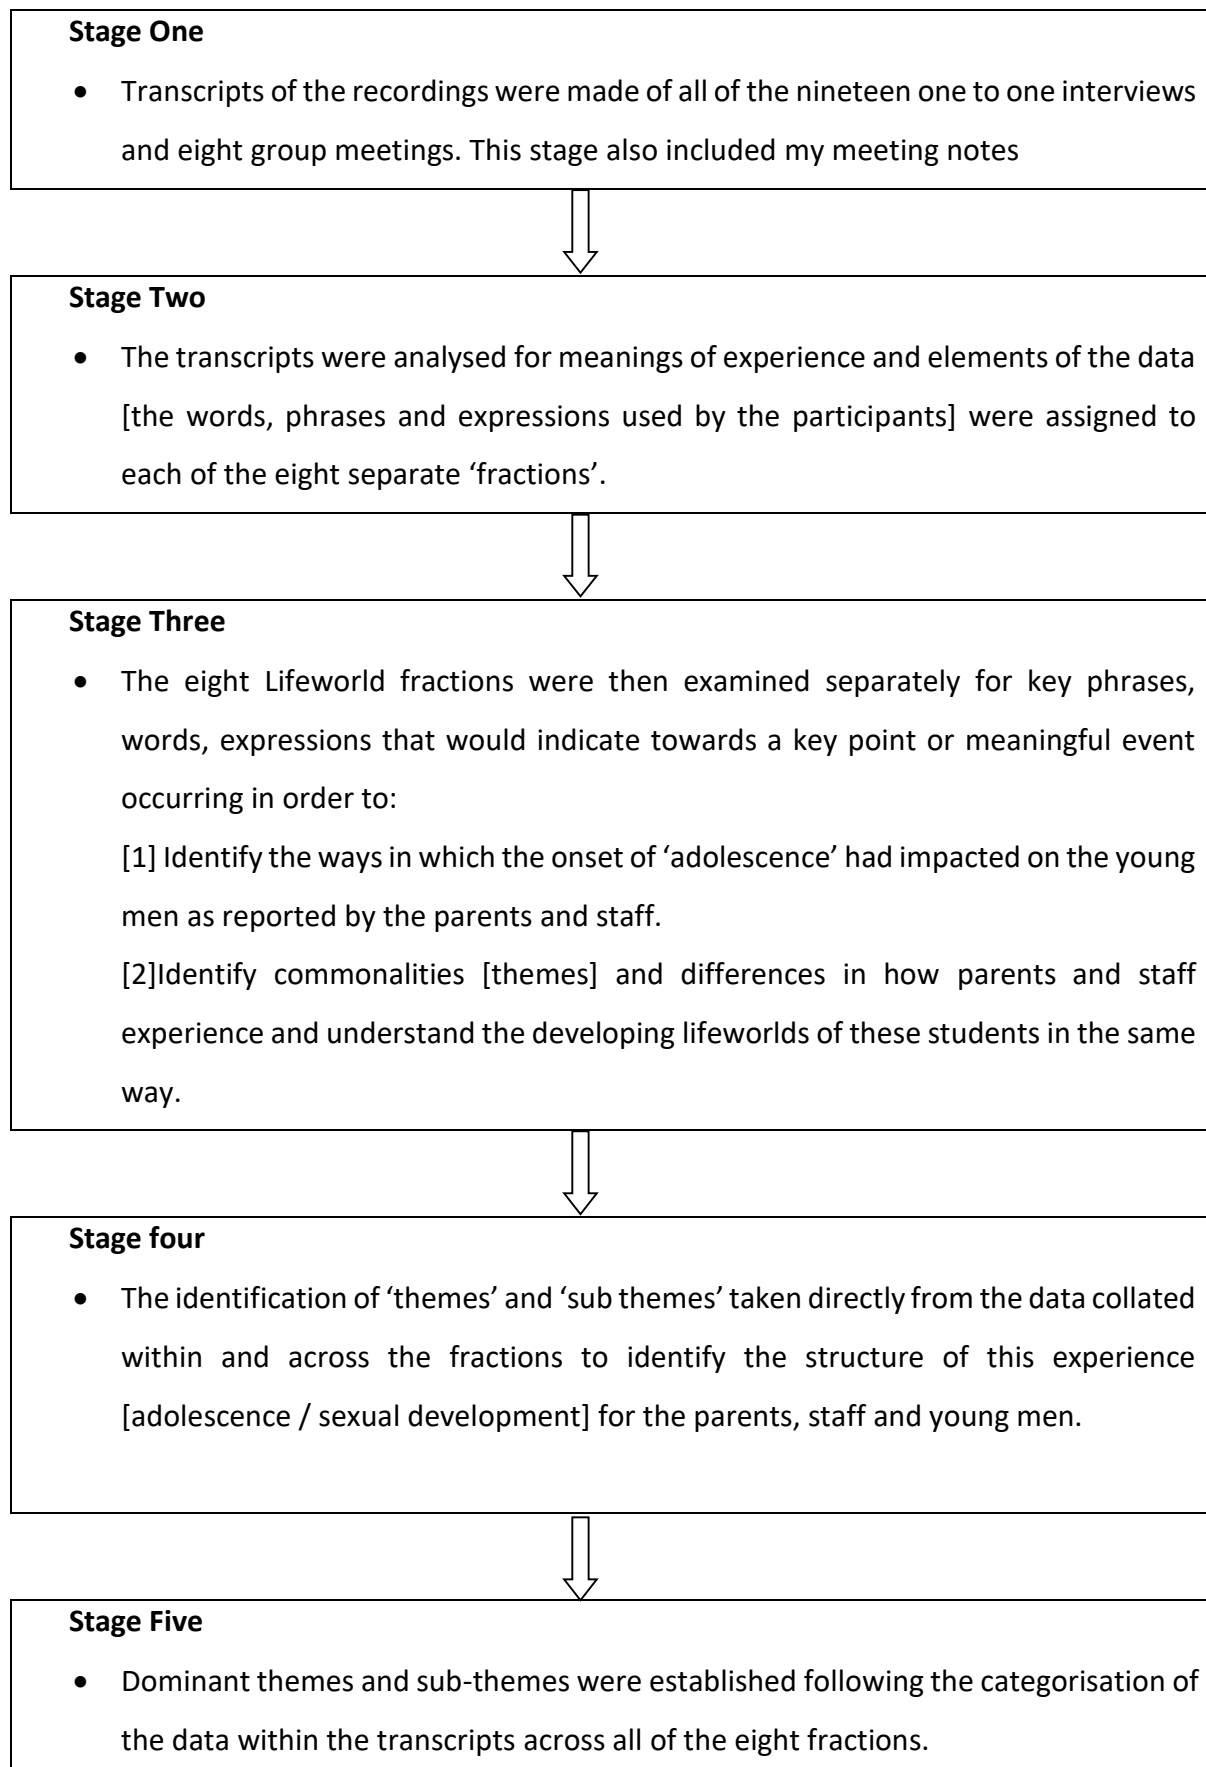 Stage One
• Transcripts of the recordings were made of all of the nineteen one to one interviews
and eight group meetings. This stage also included my meeting notes
Stage Two
• The transcripts were analysed for meanings of experience and elements of the data
[the words, phrases and expressions used by the participants] were assigned to
each of the eight separate ‘fractions’.
Stage Three
• The eight Lifeworld fractions were then examined separately for key phrases,
words, expressions that would indicate towards a key point or meaningful event
occurring in order to:
[1] Identify the ways in which the onset of ‘adolescence’ had impacted on the young
men as reported by the parents and staff.
[2]Identify commonalities [themes] and differences in how parents and staff
experience and understand the developing lifeworlds of these students in the same
way.
Stage four
• The identification of ‘themes’ and ‘sub themes’ taken directly from the data collated
within and across the fractions to identify the structure of this experience
[adolescence / sexual development] for the parents, staff and young men.
Stage Five
• Dominant themes and sub-themes were established following the categorisation of
the data within the transcripts across all of the eight fractions.